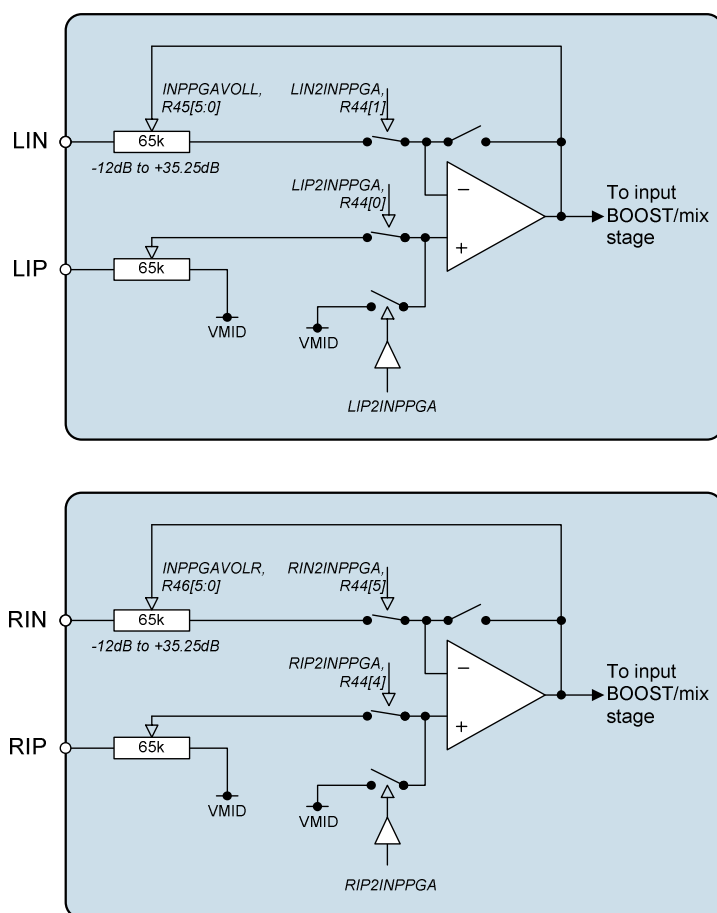 INPPGAVOLL,
R45[5:0]
LIN2INPPGA,
R44[1]
LIN
65k
-12dB to +35.25dB
LIP2INPPGA,
R44[0]
−
+
To input
BOOST/mix
stage
LIP
65k
VMID
VMID
LIP2INPPGA
INPPGAVOLR,
R46[5:0]
RIN2INPPGA,
R44[5]
RIN
65k
-12dB to +35.25dB
RIP2INPPGA,
R44[4]
−
+
To input
BOOST/mix
stage
RIP
65k
VMID
VMID
RIP2INPPGA